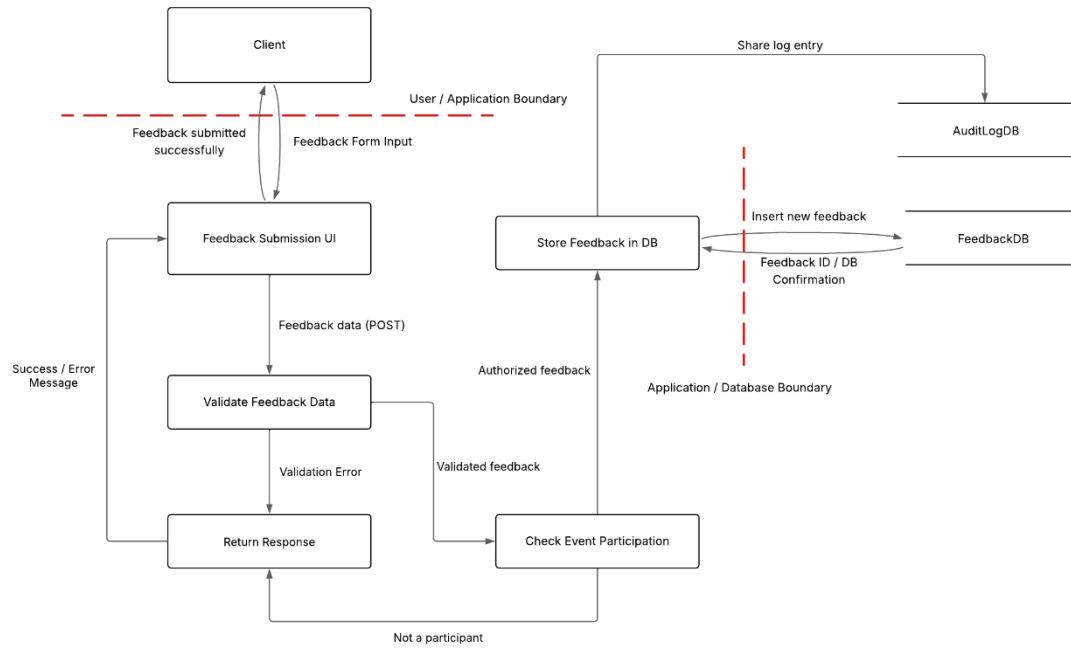 Client
Share log entry
User / Application Boundary
AuditLogDB
Feedback submitted
successfully
Feedback Form Input
Insert new feedback
Feedback Submission UI
Store Feedback in DB
FeedbackDB
Feedback ID / DB
Confirmation
Feedback data (POST)
Success / Error
Message
Authorized feedback
Application / Database Boundary
Validate Feedback Data
Validation Error
Validated feedback
Return Response
Check Event Participation
Not a participant